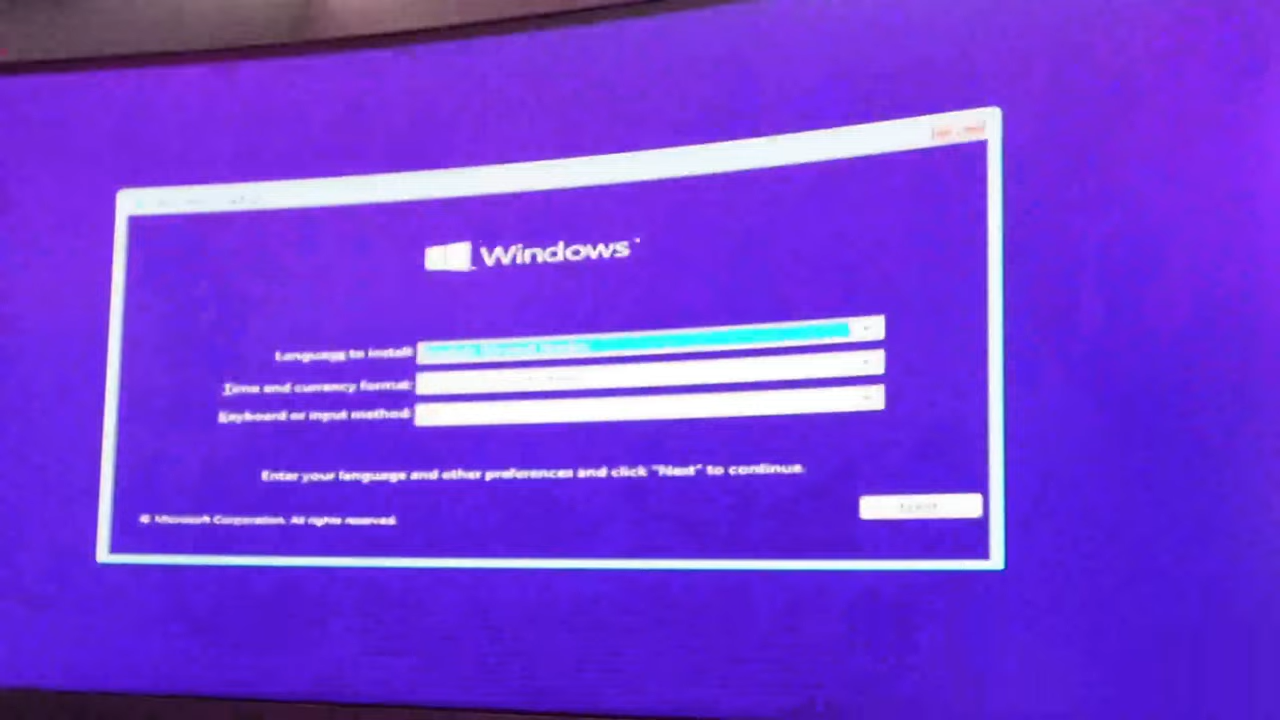 Windows
Language to install:
Time and currency format:
Keyboard or input method:
Enter your language and other preferences and click "Next" to continue.
© Microsoft Corporation. All rights reserved.
Next